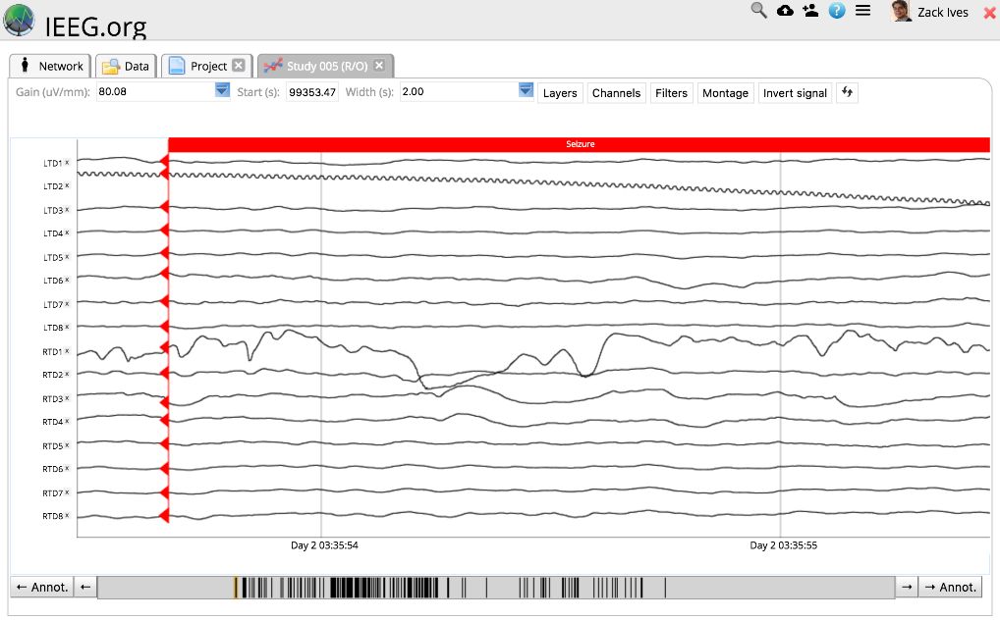 IEEG.org
Zack Ives
Network Data Project Study 005 (R/O)
Gain (uV/mm): 80.08 Start (s): 99353.47 Width (s): 2.00 Layers Channels Filters Montage Invert signal
Seizure
LTD1 x
LTD2 x
LTD3 x
LTD4 x
LTD5 x
LTD6 x
LTD7 x
LTD8 x
RTD1 x
RTD2 x
RTD3 x
RTD4 x
RTD5 x
RTD6 x
RTD7 x
RTD8 x
Day 2 03:35:54 Day 2 03:35:55
← Annot. ← → → Annot.